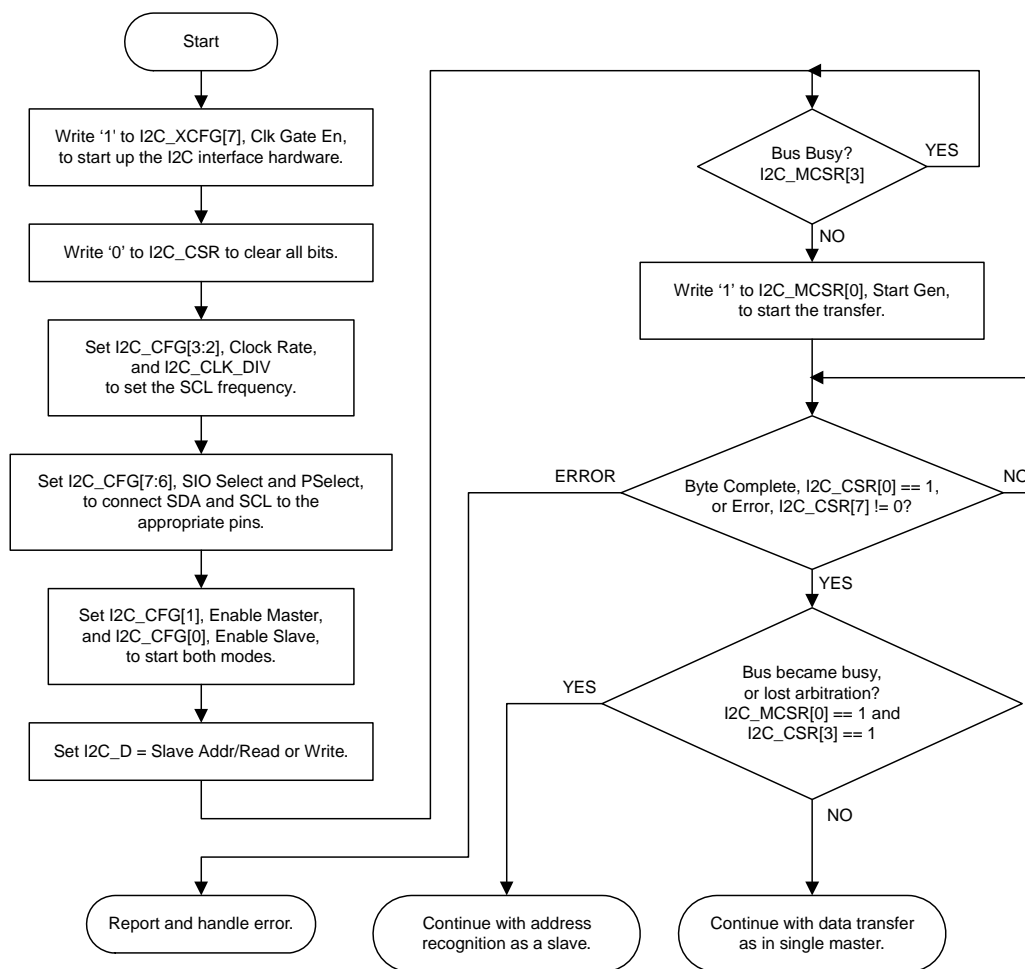 Start
Write ‘1’ to I2C_XCFG[7], Clk Gate En,
to start up the I2C interface hardware.
Write ‘0’ to I2C_CSR to clear all bits.
Set I2C_CFG[3:2], Clock Rate,
and I2C_CLK_DIV
to set the SCL frequency.
Set I2C_CFG[7:6], SIO Select and PSelect,
to connect SDA and SCL to the
appropriate pins.
Set I2C_CFG[1], Enable Master,
and I2C_CFG[0], Enable Slave,
to start both modes.
Set I2C_D = Slave Addr/Read or Write.
Bus Busy?
I2C_MCSR[3]
YES
NO
Write ‘1’ to I2C_MCSR[0], Start Gen,
to start the transfer.
ERROR
Byte Complete, I2C_CSR[0] == 1,
or Error, I2C_CSR[7] != 0?
NO
YES
YES
Bus became busy,
or lost arbitration?
I2C_MCSR[0] == 1 and
I2C_CSR[3] == 1
NO
Report and handle error.
Continue with address
recognition as a slave.
Continue with data transfer
as in single master.